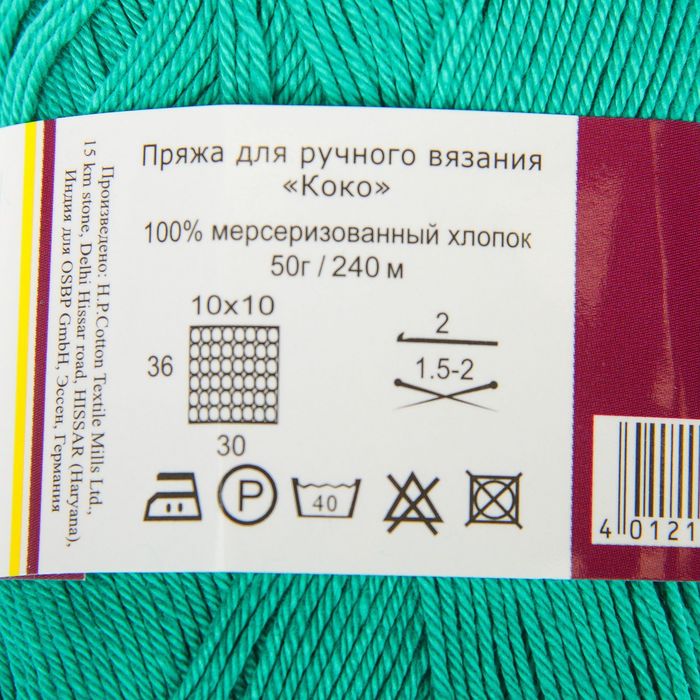 Пряжа для ручного вязания
«Коко»
100% мерсеризованный хлопок
50г / 240 м
10x10
36
30
2
1.5-2
P
40
Произведено: H.P.Cotton Textile Mills Ltd.,
15 km stone, Delhi Hissar road, HISSAR (Haryana),
Индия для OSBP GmbH, Эссен, Германия
4 0121